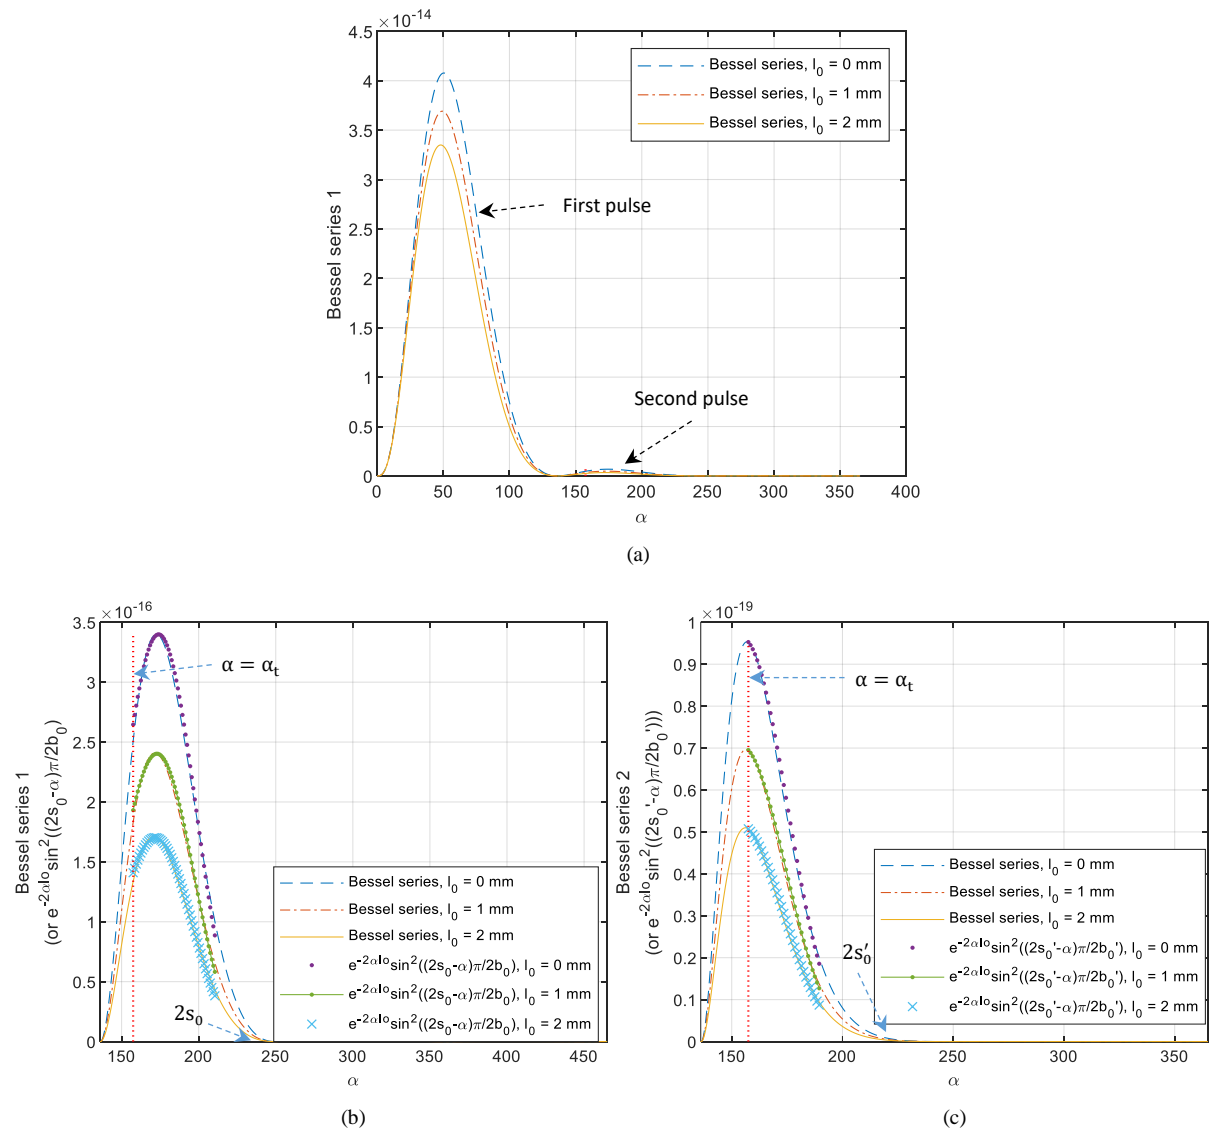 ×10⁻¹⁴
4.5
4
3.5
3
2.5
2
1.5
1
0.5
0
Bessel series 1
Bessel series, l₀ = 0 mm
Bessel series, l₀ = 1 mm
Bessel series, l₀ = 2 mm
First pulse
Second pulse
0 50 100 150 200 250 300 350 400
α
(a)
×10⁻¹⁶
3.5
3
2.5
2
1.5
1
0.5
0
Bessel series 1
(or e^-2αlo sin²((2s₀-α)π/2b₀)
α = αₜ
2s₀
Bessel series, l₀ = 0 mm
Bessel series, l₀ = 1 mm
Bessel series, l₀ = 2 mm
e^-2αlo sin²((2s₀-α)π/2b₀), l₀ = 0 mm
e^-2αlo sin²((2s₀-α)π/2b₀), l₀ = 1 mm
e^-2αlo sin²((2s₀-α)π/2b₀), l₀ = 2 mm
150 200 250 300 350 400 450
α
(b)
×10⁻¹⁹
1
0.9
0.8
0.7
0.6
0.5
0.4
0.3
0.2
0.1
0
Bessel series 2
(or e^-2αlo sin²((2s₀'-α)π/2b₀')))
α = αₜ
2s₀′
Bessel series, l₀ = 0 mm
Bessel series, l₀ = 1 mm
Bessel series, l₀ = 2 mm
e^-2αlo sin²((2s₀'-α)π/2b₀'), l₀ = 0 mm
e^-2αlo sin²((2s₀'-α)π/2b₀'), l₀ = 1 mm
e^-2αlo sin²((2s₀'-α)π/2b₀'), l₀ = 2 mm
150 200 250 300 350
α
(c)